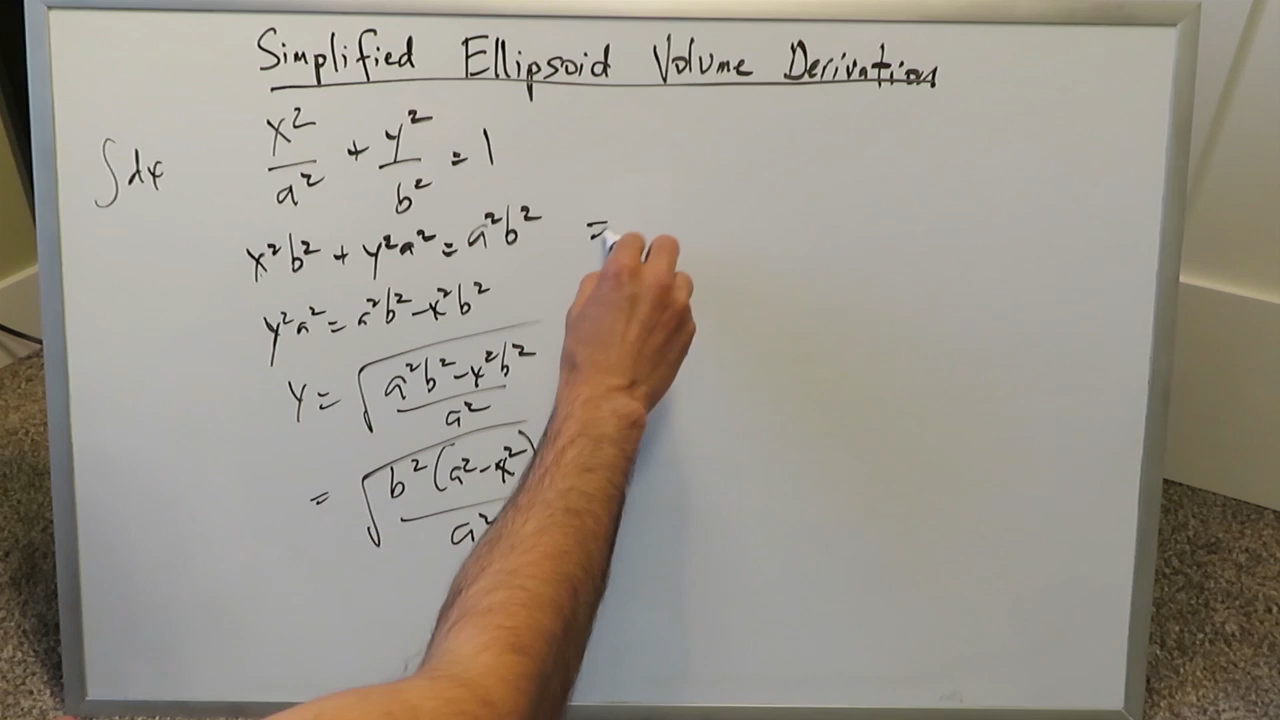 Simplified Ellipsoid Volume Derivation
∫dx x²/a² + y²/b² = 1
x²b² + y²a² = a²b² =
y²a² = a²b² - x²b²
y = √((a²b² - x²b²)/a²)
= √(b²(a² - x²)/a²)